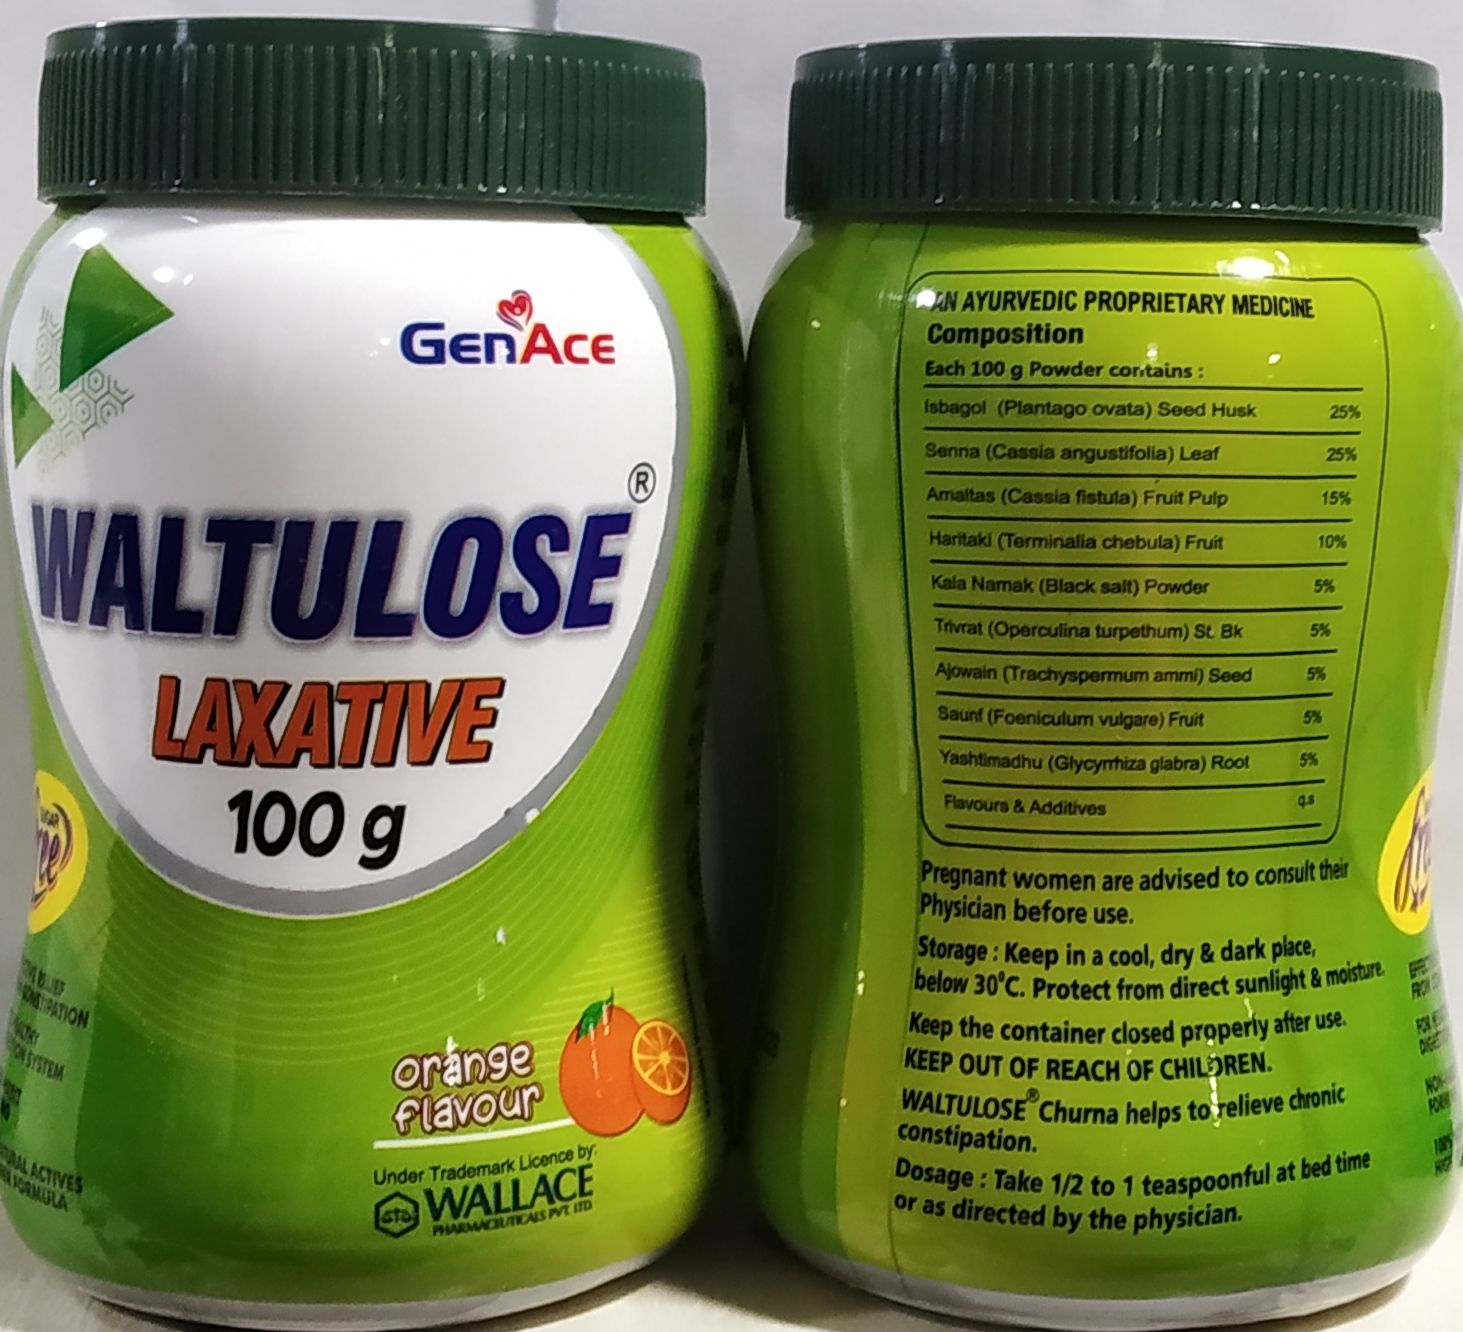 GenAce
WALTULOSE®
LAXATIVE
100 g
SUGAR
orange
flavour
Under Trademark Licence by:
WALLACE
PHARMACEUTICALS PVT. LTD.
SYSTEM
ACTIVES
FORMULA
AN AYURVEDIC PROPRIETARY MEDICINE
Composition
Each 100 g Powder contains :
Isbagol (Plantago ovata) Seed Husk 25%
Senna (Cassia angustifolia) Leaf 25%
Amaltas (Cassia fistula) Fruit Pulp 15%
Haritaki (Terminalia chebula) Fruit 10%
Kala Namak (Black salt) Powder 5%
Trivrat (Operculina turpethum) St. Bk 5%
Ajowain (Trachyspermum ammi) Seed 5%
Saunf (Foeniculum vulgare) Fruit 5%
Yashtimadhu (Glycyrrhiza glabra) Root 5%
Flavours & Additives q.s
Pregnant women are advised to consult their
Physician before use.
Storage : Keep in a cool, dry & dark place,
below 30°C. Protect from direct sunlight & moisture.
Keep the container closed properly after use.
KEEP OUT OF REACH OF CHILDREN.
WALTULOSE® Churna helps to relieve chronic
constipation.
Dosage : Take 1/2 to 1 teaspoonful at bed time
or as directed by the physician.